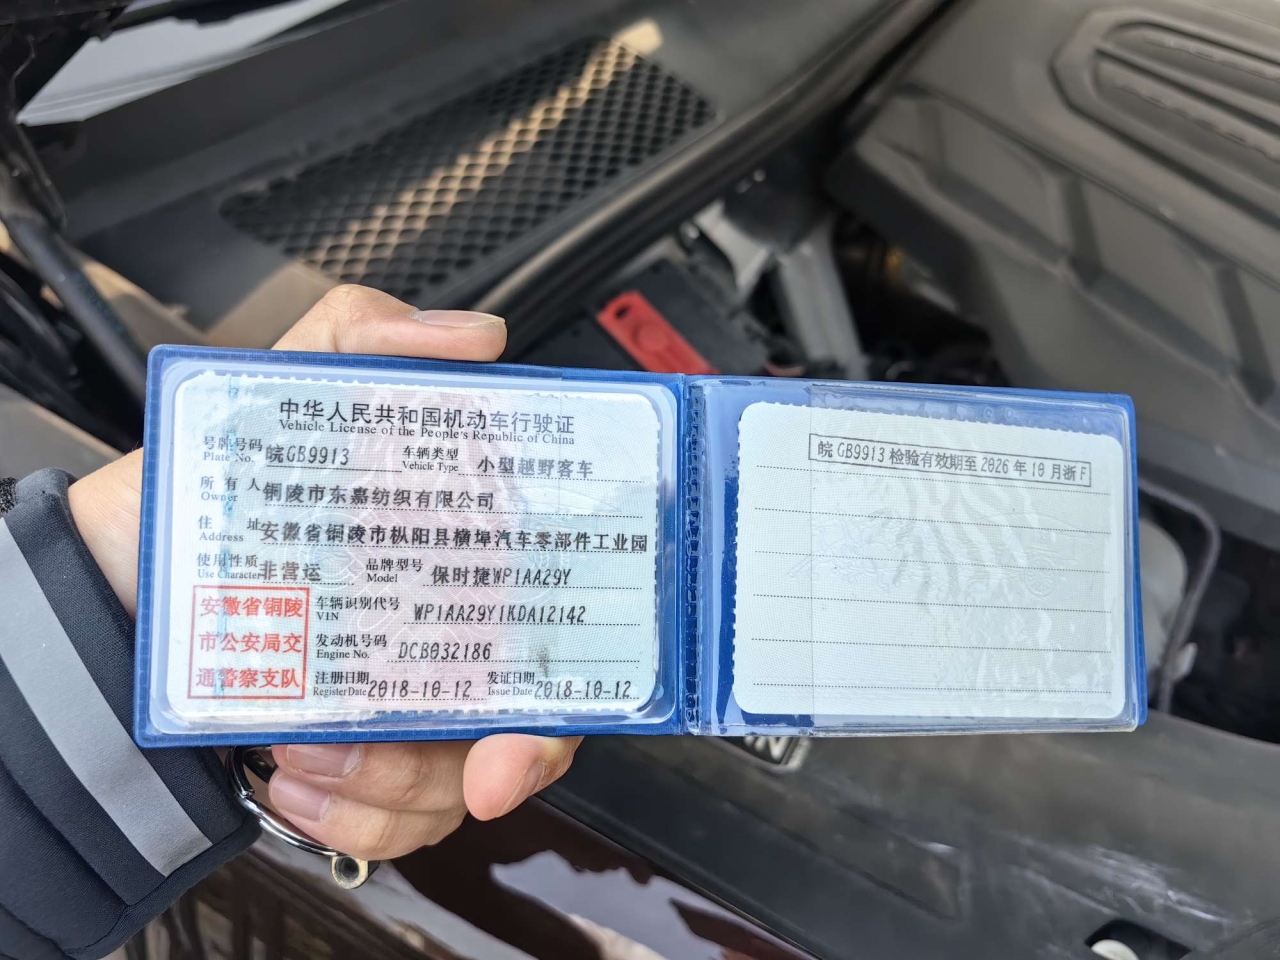 中华人民共和国机动车行驶证
Vehicle License of the People's Republic of China
号牌号码 Plate No. 皖GB9913 车辆类型 Vehicle Type 小型越野客车
所有人 Owner 铜陵市东嘉纺织有限公司
住址 Address 安徽省铜陵市枞阳县横埠汽车零部件工业园
使用性质 Use Character 非营运 品牌型号 Model 保时捷WP1AA29Y
安徽省铜陵
市公安局交
通警察支队
车辆识别代号 VIN WP1AA29Y1KDA12142
发动机号码 Engine No. DCB032186
注册日期 Register Date 2018-10-12 发证日期 Issue Date 2018-10-12
皖GB9913 检验有效期至 2026 年 10 月浙F